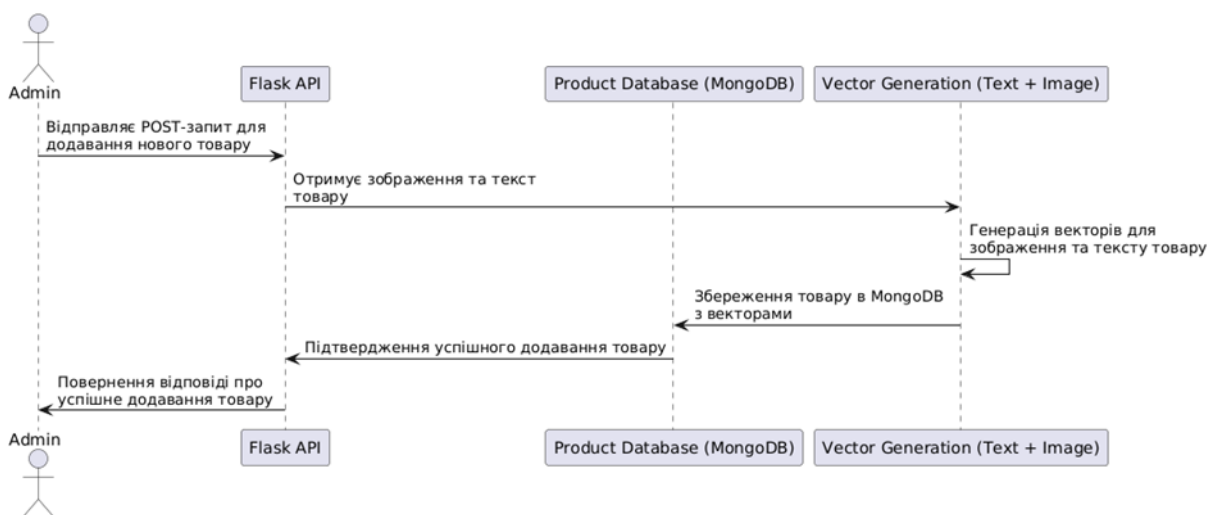 Admin
Flask API
Product Database (MongoDB)
Vector Generation (Text + Image)
Відправляє POST-запит для
додавання нового товару
Отримує зображення та текст
товару
Генерація векторів для
зображення та тексту товару
Збереження товару в MongoDB
з векторами
Підтвердження успішного додавання товару
Повернення відповіді про
успішне додавання товару
Admin
Flask API
Product Database (MongoDB)
Vector Generation (Text + Image)